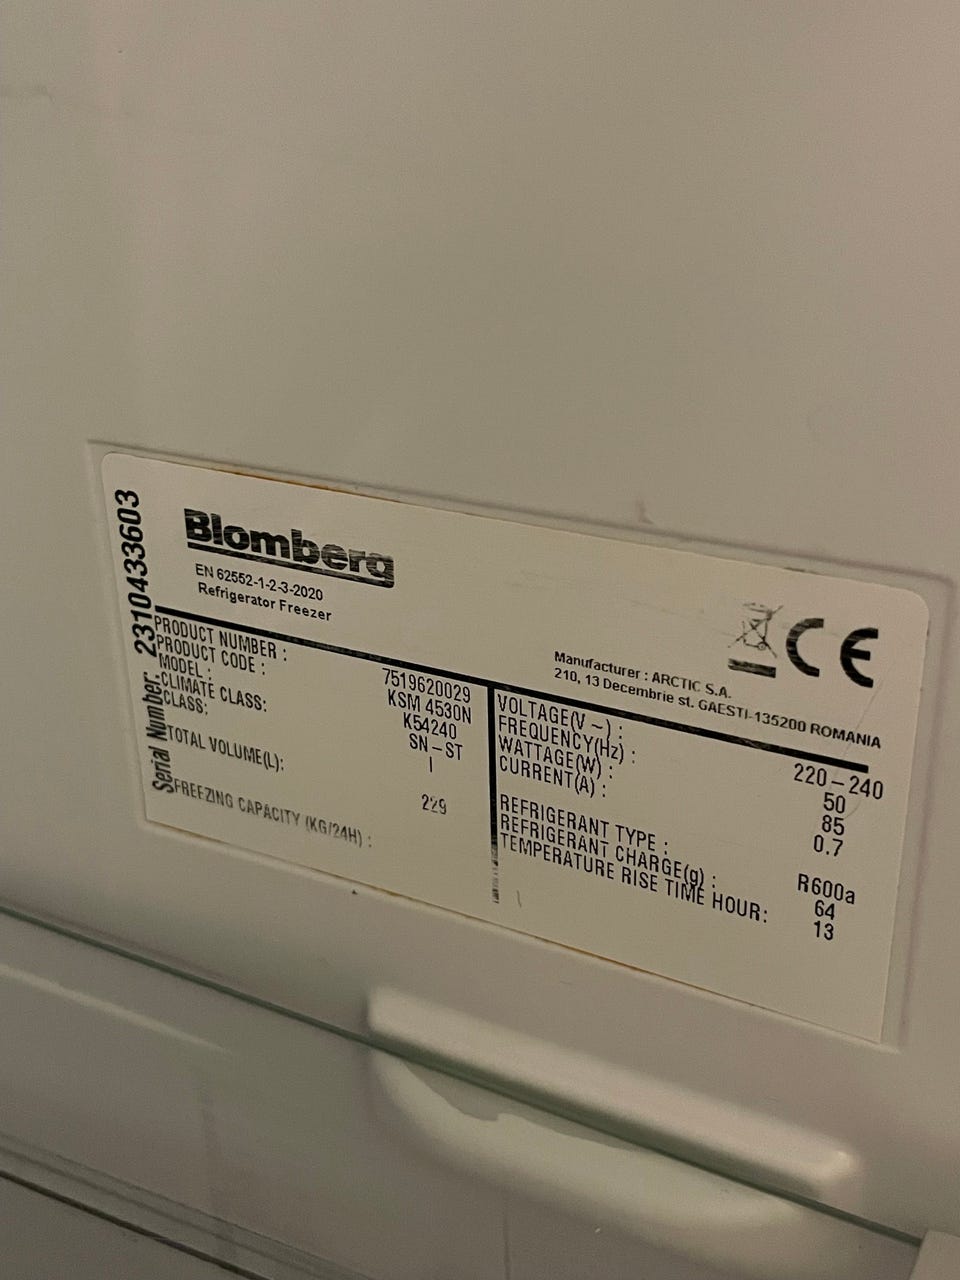 Blomberg
EN 62552-1-2-3-2020
Refrigerator Freezer
CE
Manufacturer : ARCTIC S.A.
210, 13 Decembrie st. GAESTI-135200 ROMANIA
Serial Number: 2310433603
PRODUCT NUMBER : 7519620029
PRODUCT CODE : KSM 4530N
MODEL : K54240
CLIMATE CLASS: SN-ST
CLASS: I
TOTAL VOLUME(L): 229
FREEZING CAPACITY (KG/24H) :
VOLTAGE(V ~) : 220-240
FREQUENCY(Hz) : 50
WATTAGE(W) : 85
CURRENT(A) : 0.7
REFRIGERANT TYPE : R600a
REFRIGERANT CHARGE(g) : 64
TEMPERATURE RISE TIME HOUR: 13